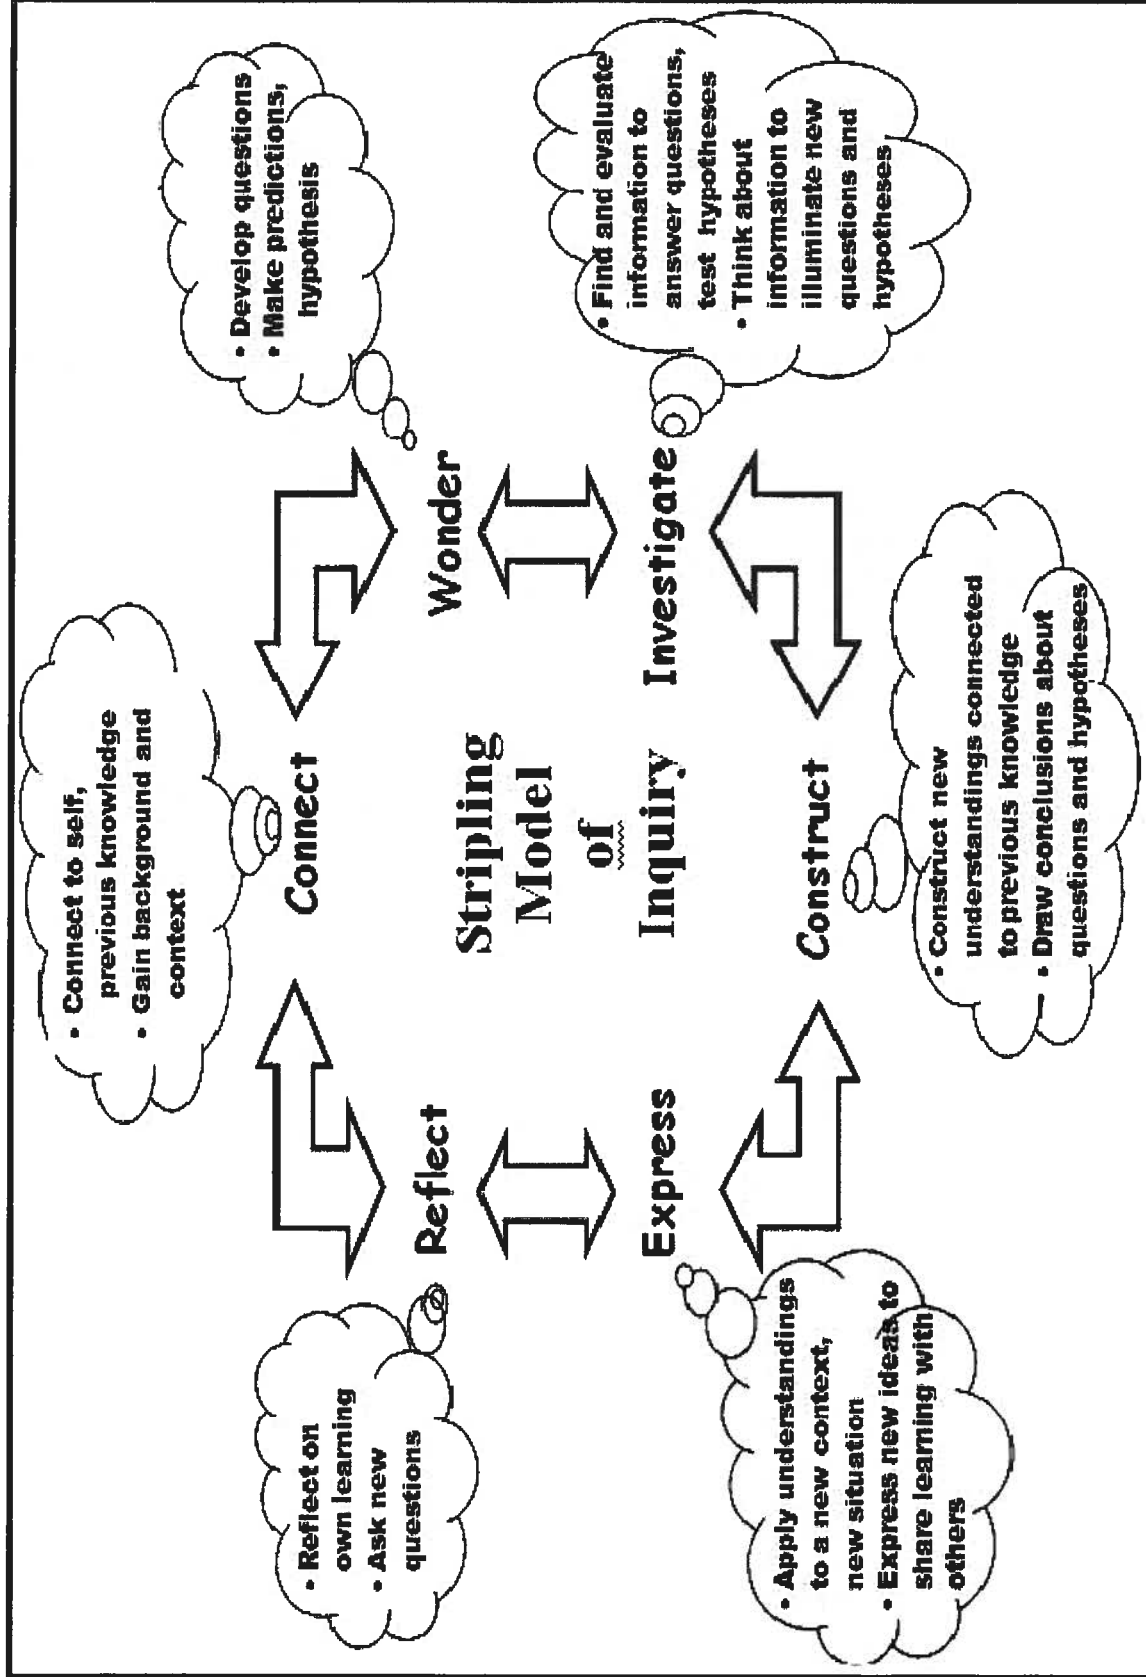 • Connect to self,
previous knowledge
• Gain background and
context
Connect
• Develop questions
• Make predictions,
hypothesis
Wonder
• Find and evaluate
information to
answer questions,
test hypotheses
• Think about
information to
illuminate new
questions and
hypotheses
Investigate
• Construct new
understandings connected
to previous knowledge
• Draw conclusions about
questions and hypotheses
Construct
• Apply understandings
to a new context,
new situation
• Express new ideas to
share learning with
others
Express
• Reflect on
own learning
• Ask new
questions
Reflect
Stripling
Model
of
Inquiry